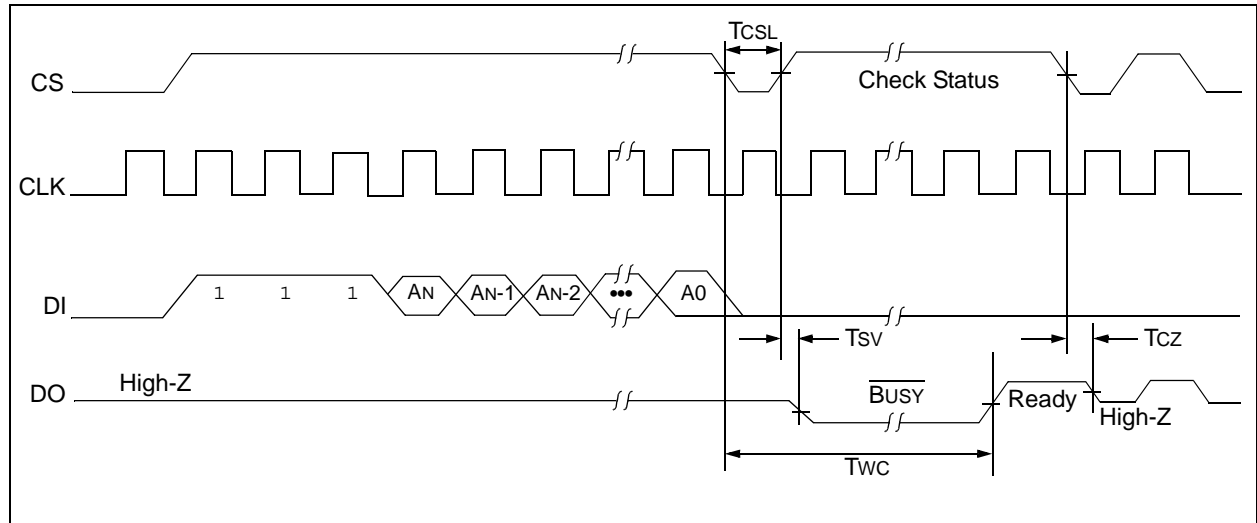 TCSL
CS
Check Status
CLK
DI
1 1 1 AN AN-1 AN-2 ••• A0
TSV
TCZ
DO
High-Z
BUSY
Ready
High-Z
TWC